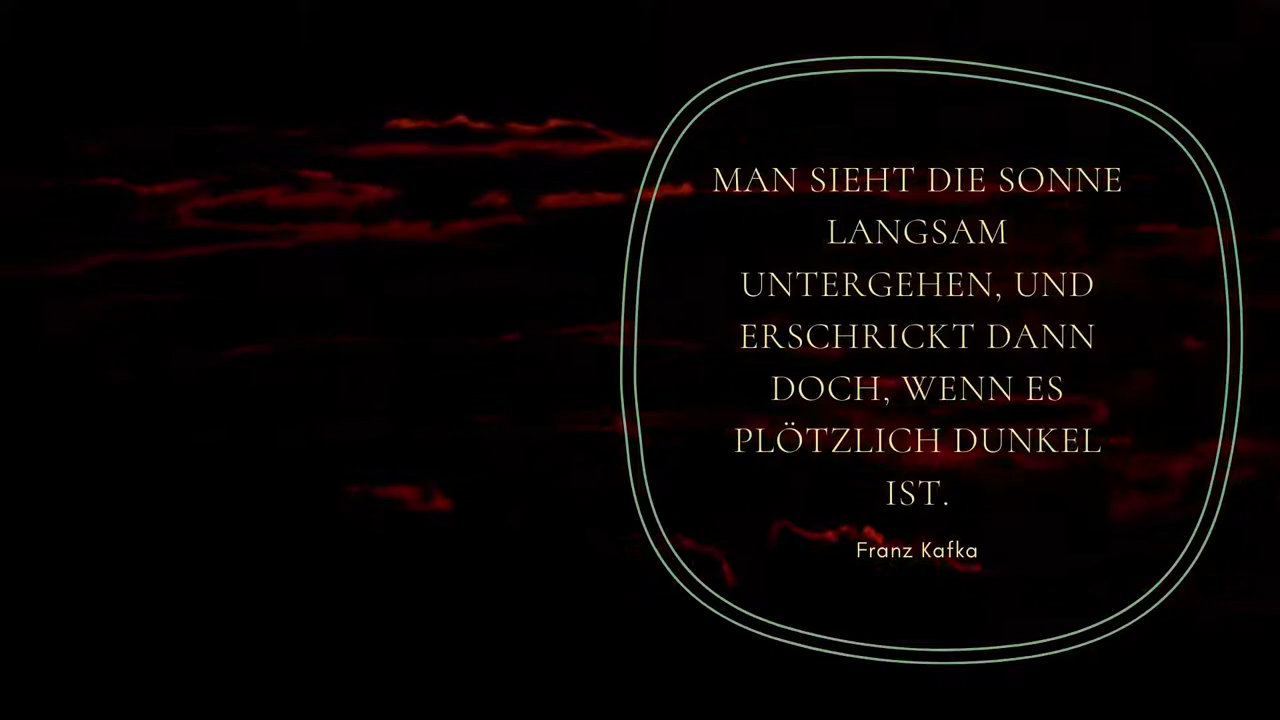 MAN SIEHT DIE SONNE
LANGSAM
UNTERGEHEN, UND
ERSCHRICKT DANN
DOCH, WENN ES
PLÖTZLICH DUNKEL
IST.
Franz Kafka